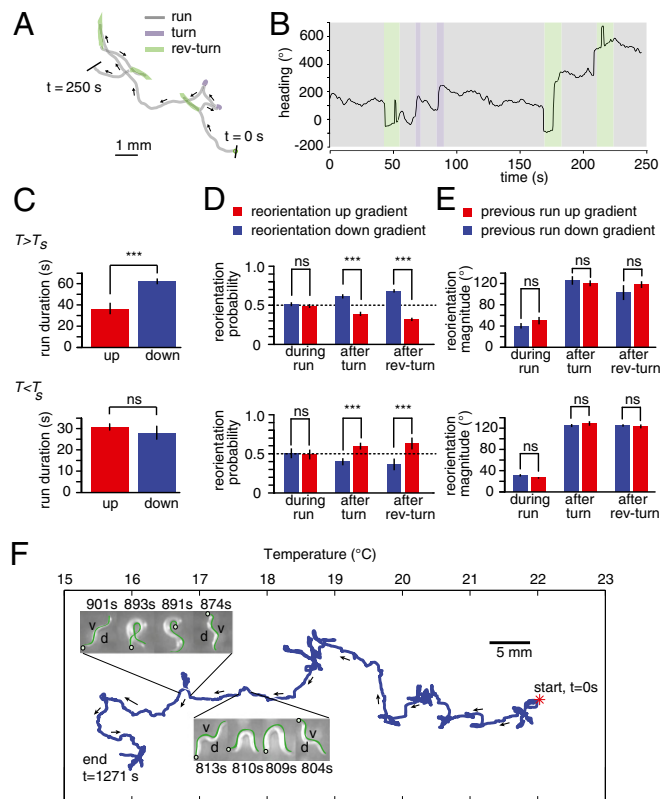 A
run
turn
rev-turn
t = 250 s
t = 0 s
1 mm
B
heading (°)
600
400
200
0
-200
0 50 100 150 200 250
time (s)
C
T>Ts
run duration (s)
60
40
20
0
***
up down
T<Ts
run duration (s)
30
20
10
0
ns
up down
D
reorientation up gradient
reorientation down gradient
reorientation
probability
1.0
0.5
0
ns *** ***
during
run
after
turn
after
rev-turn
reorientation
probability
1.0
0.5
0
ns *** ***
during
run
after
turn
after
rev-turn
E
previous run up gradient
previous run down gradient
reorientation
magnitude (°)
120
80
40
0
ns ns ns
during
run
after
turn
after
rev-turn
reorientation
magnitude (°)
120
80
40
0
ns ns ns
during
run
after
turn
after
rev-turn
F
Temperature (°C)
15 16 17 18 19 20 21 22 23
901s 893s 891s 874s
v d v d
5 mm
start, t=0s
v d v d
813s 810s 809s 804s
end
t=1271 s